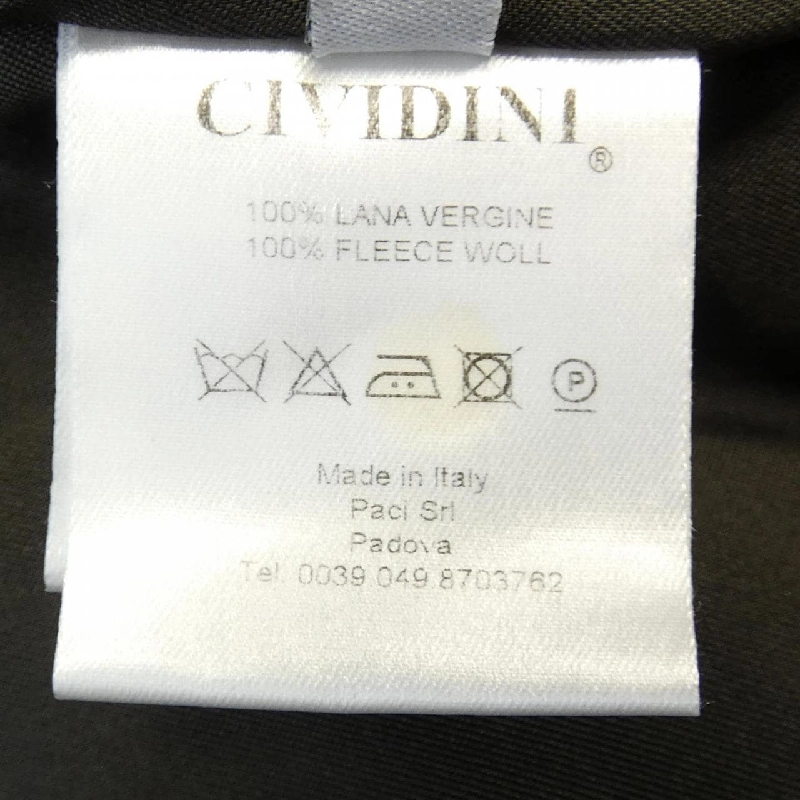 CIVIDINI
®
100% LANA VERGINE
100% FLEECE WOLL
P
Made in Italy
Paci Srl
Padova
Tel. 0039 049 8703762